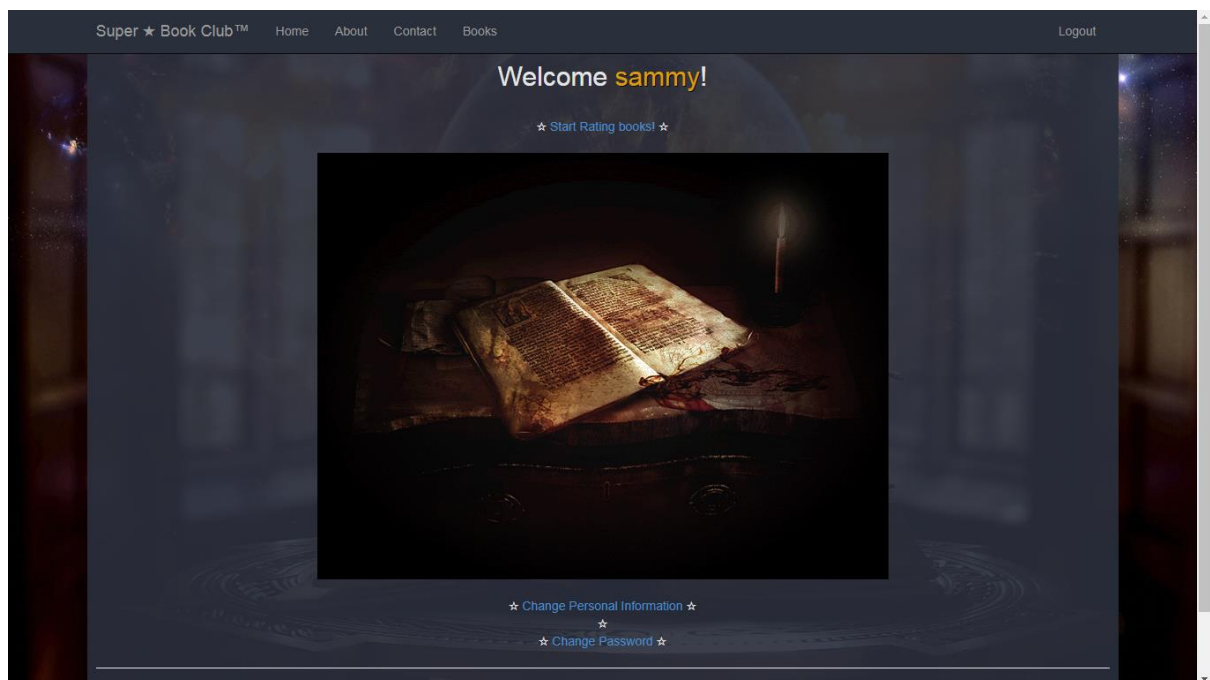 Super ★ Book Club™ Home About Contact Books Logout
Welcome sammy!
☆ Start Rating books! ☆
☆ Change Personal Information ☆
☆
☆ Change Password ☆